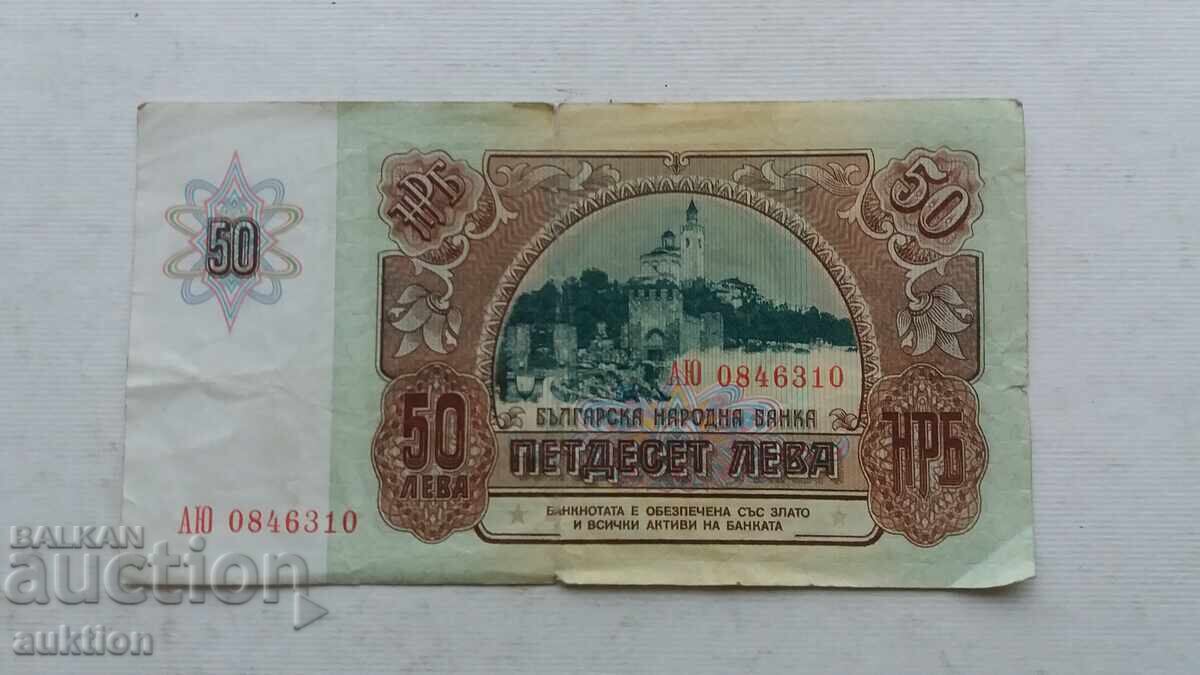 НРБ
50
50
АЮ 0846310
БЪЛГАРСКА НАРОДНА БАНКА
ПЕТДЕСЕТ ЛЕВА
50
ЛЕВА
НРБ
БАНКНОТАТА Е ОБЕЗПЕЧЕНА СЪС ЗЛАТО
И ВСИЧКИ АКТИВИ НА БАНКАТА
АЮ 0846310
BALKAN
auction
auktion